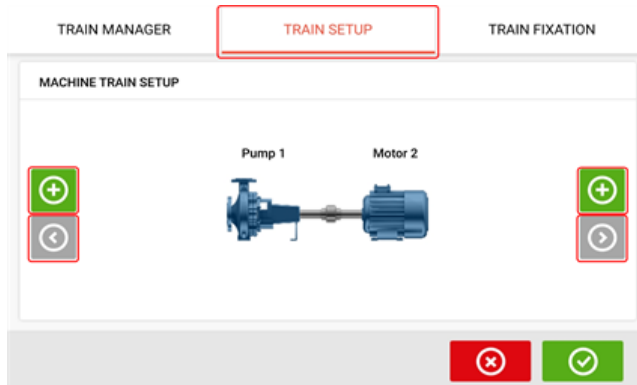 TRAIN MANAGER
TRAIN SETUP
TRAIN FIXATION
MACHINE TRAIN SETUP
Pump 1
Motor 2